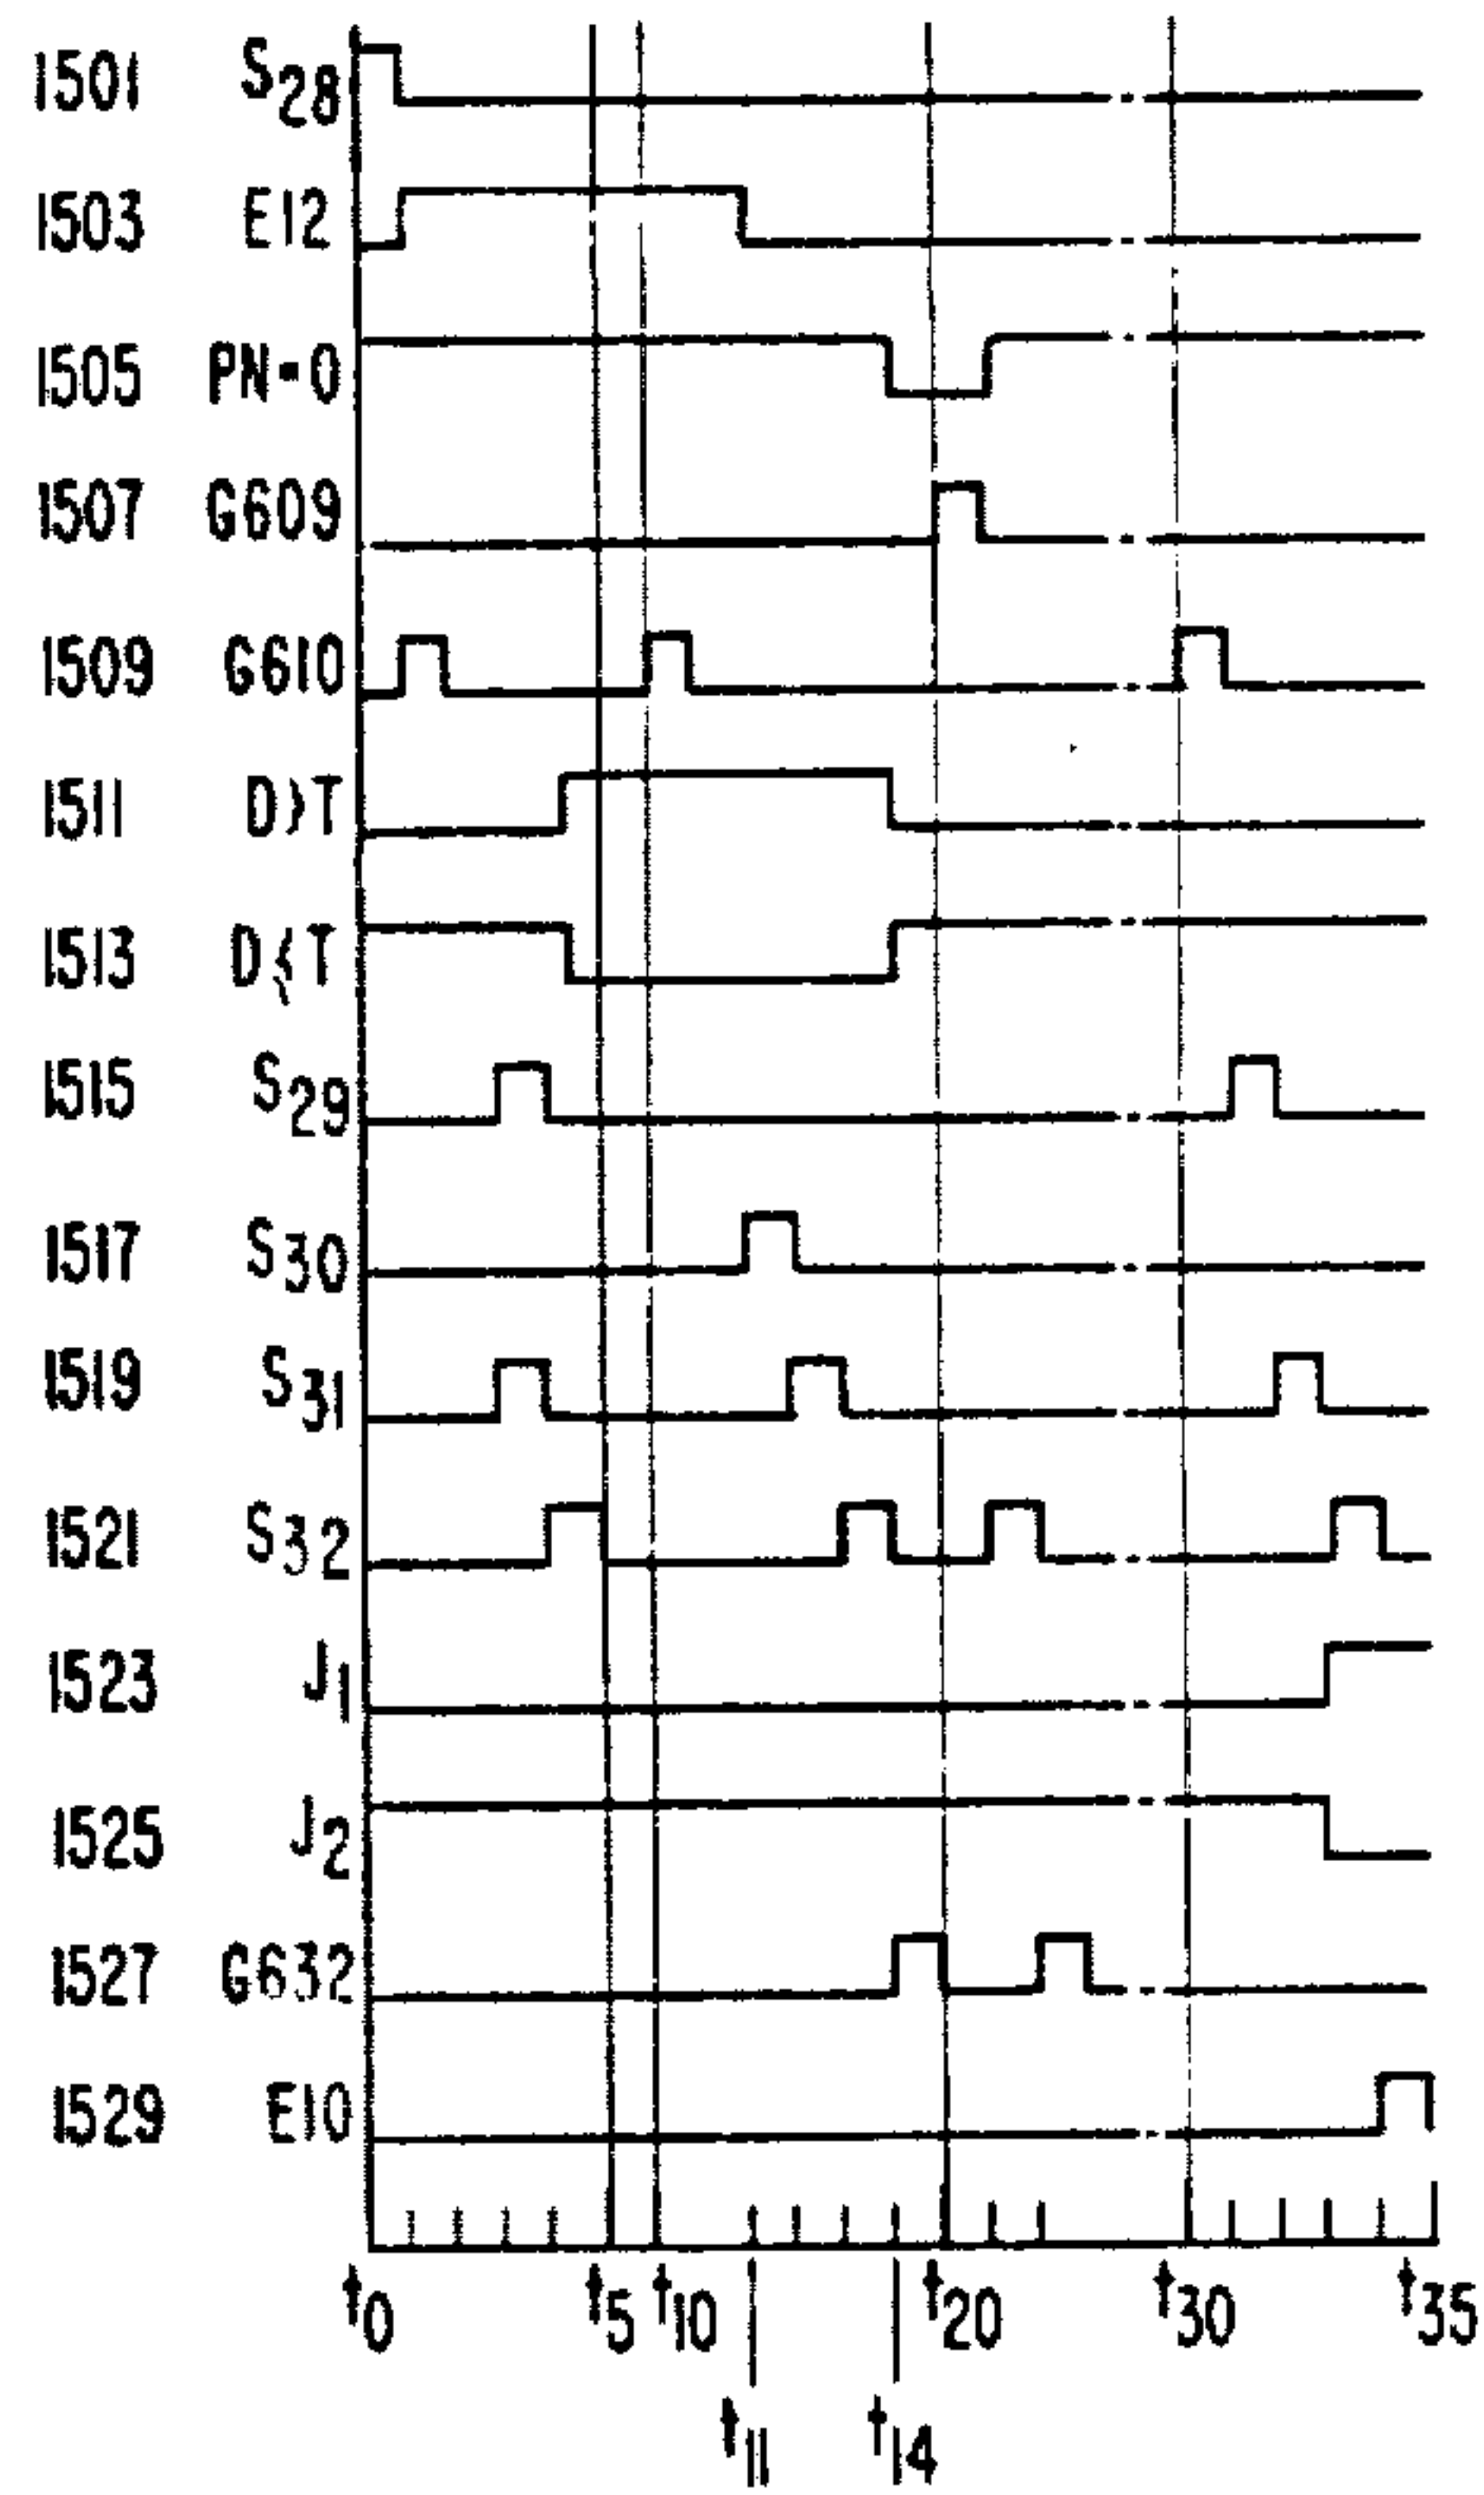 1501 S28
1503 E12
1505 PN=0
1507 G609
1509 G610
1511 D}T
1513 D{T
1515 S29
1517 S30
1519 S31
1521 S32
1523 J1
1525 J2
1527 G632
1529 E10
t0 t5 t10 t20 t30 t35
t11 t14